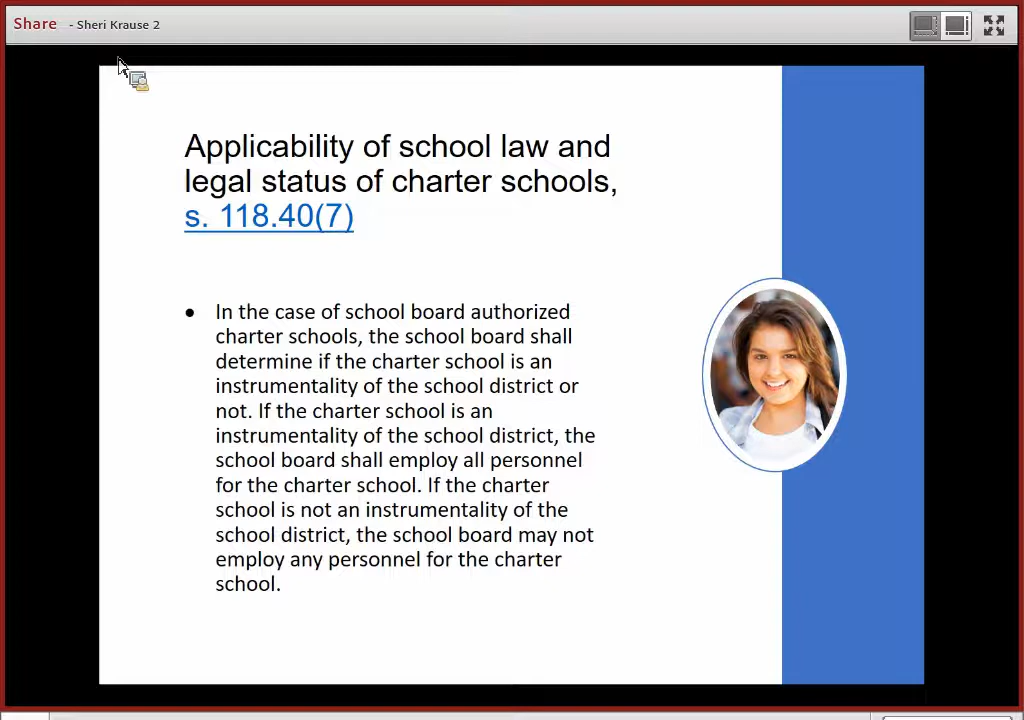 Share - Sheri Krause 2
Applicability of school law and
legal status of charter schools,
s. 118.40(7)
● In the case of school board authorized
charter schools, the school board shall
determine if the charter school is an
instrumentality of the school district or
not. If the charter school is an
instrumentality of the school district, the
school board shall employ all personnel
for the charter school. If the charter
school is not an instrumentality of the
school district, the school board may not
employ any personnel for the charter
school.